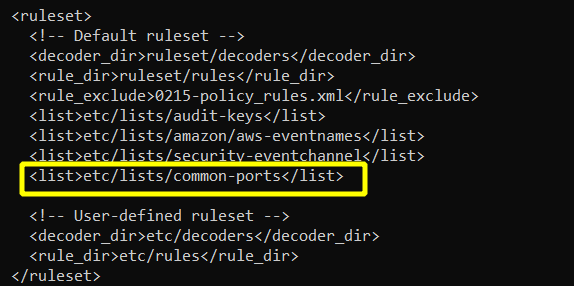 <ruleset>
<!-- Default ruleset -->
<decoder_dir>ruleset/decoders</decoder_dir>
<rule_dir>ruleset/rules</rule_dir>
<rule_exclude>0215-policy_rules.xml</rule_exclude>
<list>etc/lists/audit-keys</list>
<list>etc/lists/amazon/aws-eventnames</list>
<list>etc/lists/security-eventchannel</list>
<list>etc/lists/common-ports</list>
<!-- User-defined ruleset -->
<decoder_dir>etc/decoders</decoder_dir>
<rule_dir>etc/rules</rule_dir>
</ruleset>